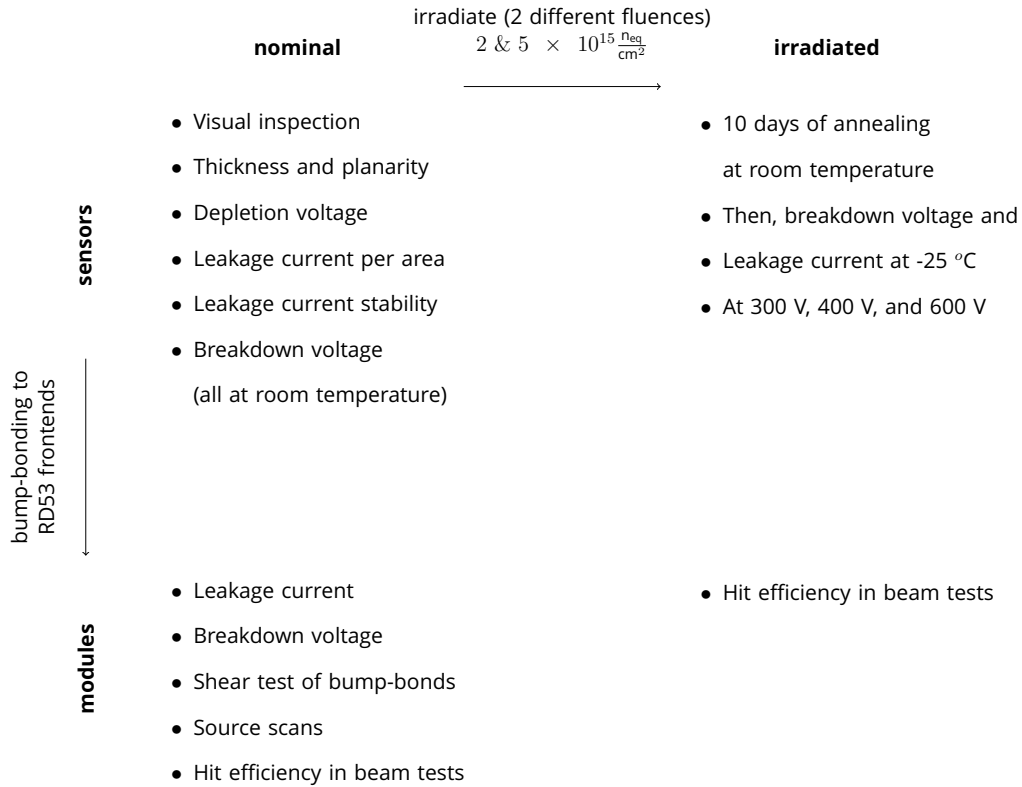 irradiate (2 different fluences)
nominal
2 & 5 × 10¹⁵ n_eq/cm²
irradiated
sensors
• Visual inspection
• Thickness and planarity
• Depletion voltage
• Leakage current per area
• Leakage current stability
• Breakdown voltage
(all at room temperature)
• 10 days of annealing
at room temperature
• Then, breakdown voltage and
• Leakage current at -25 °C
• At 300 V, 400 V, and 600 V
bump-bonding to
RD53 frontends
modules
• Leakage current
• Breakdown voltage
• Shear test of bump-bonds
• Source scans
• Hit efficiency in beam tests
• Hit efficiency in beam tests